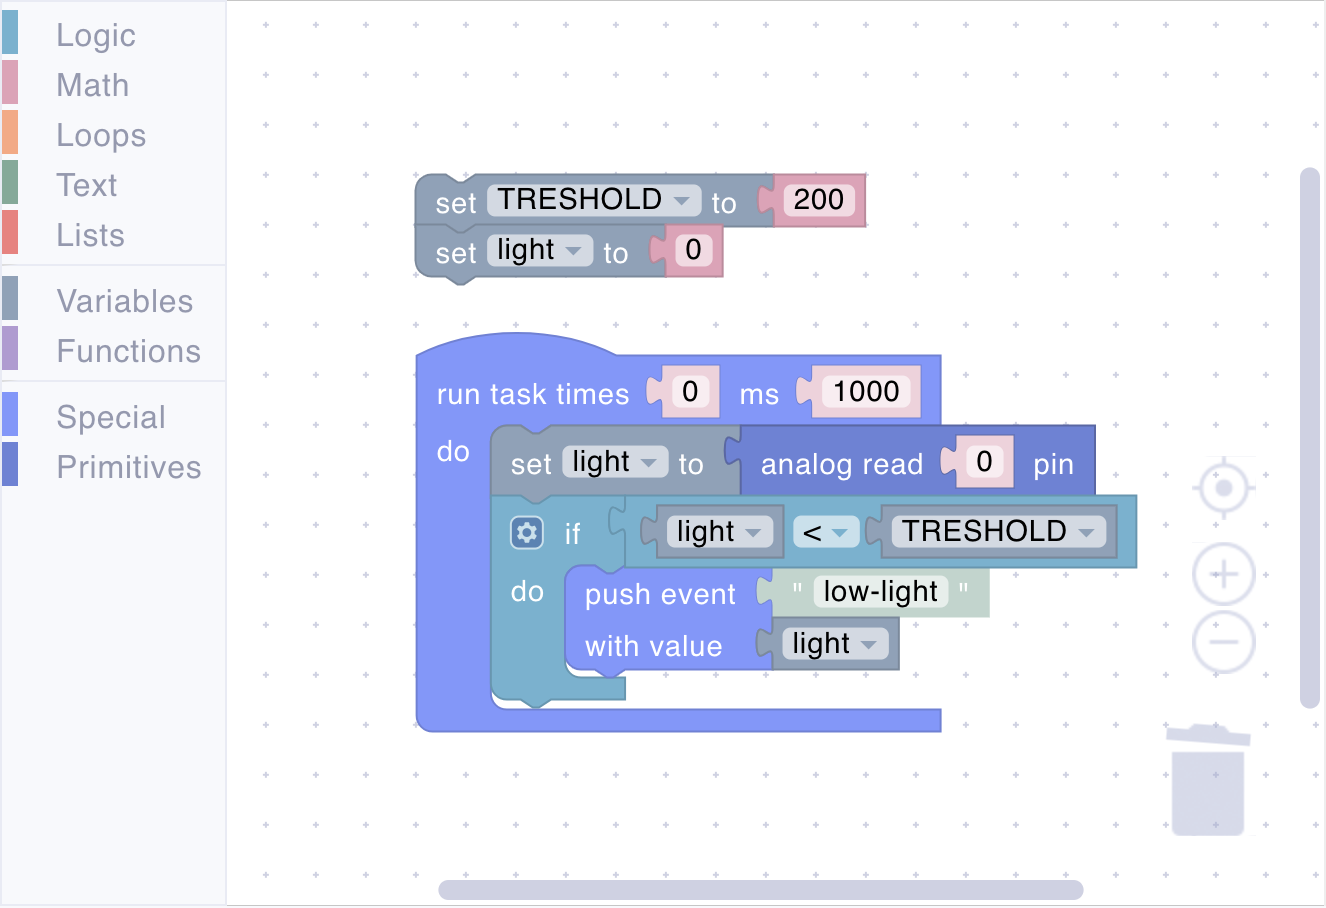 Logic
Math
Loops
Text
Lists
Variables
Functions
Special
Primitives
set TRESHOLD to 200
set light to 0
run task times 0 ms 1000
do
set light to analog read 0 pin
if light < TRESHOLD
do
push event " low-light "
with value light